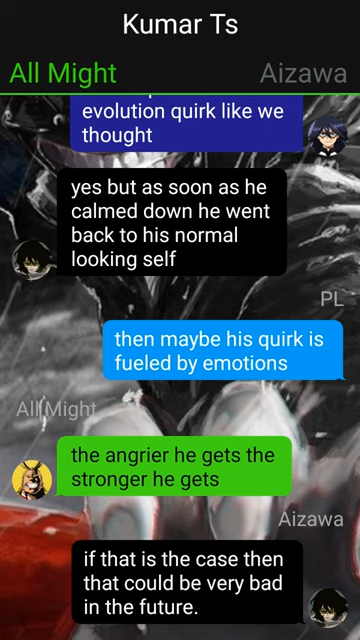 Kumar Ts
All Might
Aizawa
evolution quirk like we
thought
yes but as soon as he
calmed down he went
back to his normal
looking self
PL
then maybe his quirk is
fueled by emotions
All Might
the angrier he gets the
stronger he gets
Aizawa
if that is the case then
that could be very bad
in the future.